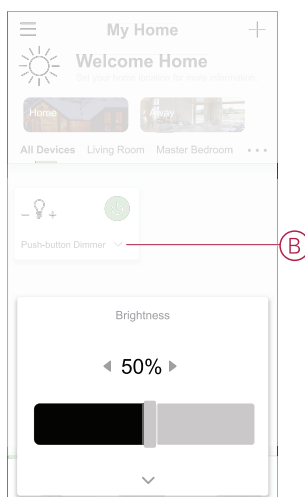 My Home
Welcome Home
Set your home location for more information
Home
Away
All Devices Living Room Master Bedroom
Push-button Dimmer
B
Brightness
50%